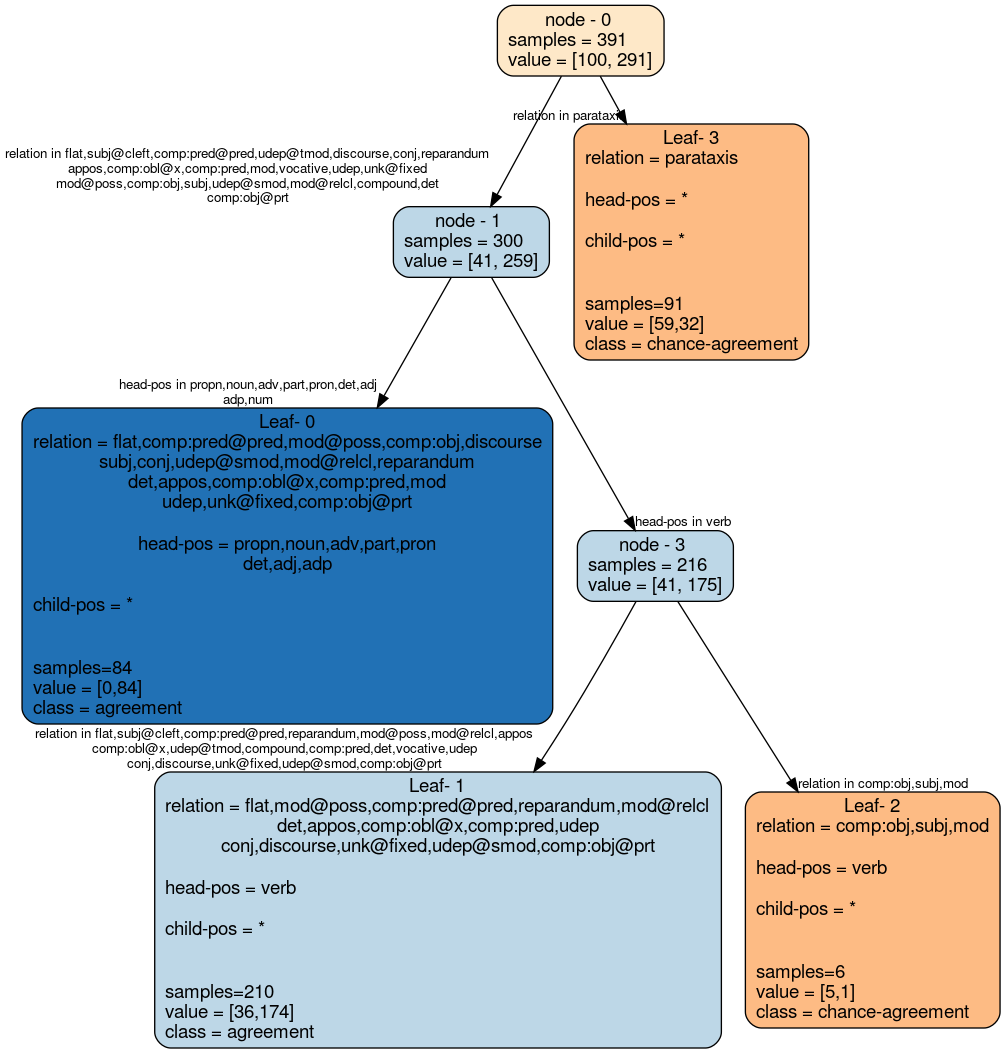 node - 0
samples = 391
value = [100, 291]
relation in parataxis
Leaf- 3
relation = parataxis
head-pos = *
child-pos = *
samples=91
value = [59,32]
class = chance-agreement
relation in flat,subj@cleft,comp:pred@pred,udep@tmod,discourse,conj,reparandum
appos,comp:obl@x,comp:pred,mod,vocative,udep,unk@fixed
mod@poss,comp:obj,subj,udep@smod,mod@relcl,compound,det
comp:obj@prt
node - 1
samples = 300
value = [41, 259]
head-pos in propn,noun,adv,part,pron,det,adj
adp,num
Leaf- 0
relation = flat,comp:pred@pred,mod@poss,comp:obj,discourse
subj,conj,udep@smod,mod@relcl,reparandum
det,appos,comp:obl@x,comp:pred,mod
udep,unk@fixed,comp:obj@prt
head-pos = propn,noun,adv,part,pron
det,adj,adp
child-pos = *
samples=84
value = [0,84]
class = agreement
head-pos in verb
node - 3
samples = 216
value = [41, 175]
relation in flat,subj@cleft,comp:pred@pred,reparandum,mod@poss,mod@relcl,appos
comp:obl@x,udep@tmod,compound,comp:pred,det,vocative,udep
conj,discourse,unk@fixed,udep@smod,comp:obj@prt
Leaf- 1
relation = flat,mod@poss,comp:pred@pred,reparandum,mod@relcl
det,appos,comp:obl@x,comp:pred,udep
conj,discourse,unk@fixed,udep@smod,comp:obj@prt
head-pos = verb
child-pos = *
samples=210
value = [36,174]
class = agreement
relation in comp:obj,subj,mod
Leaf- 2
relation = comp:obj,subj,mod
head-pos = verb
child-pos = *
samples=6
value = [5,1]
class = chance-agreement